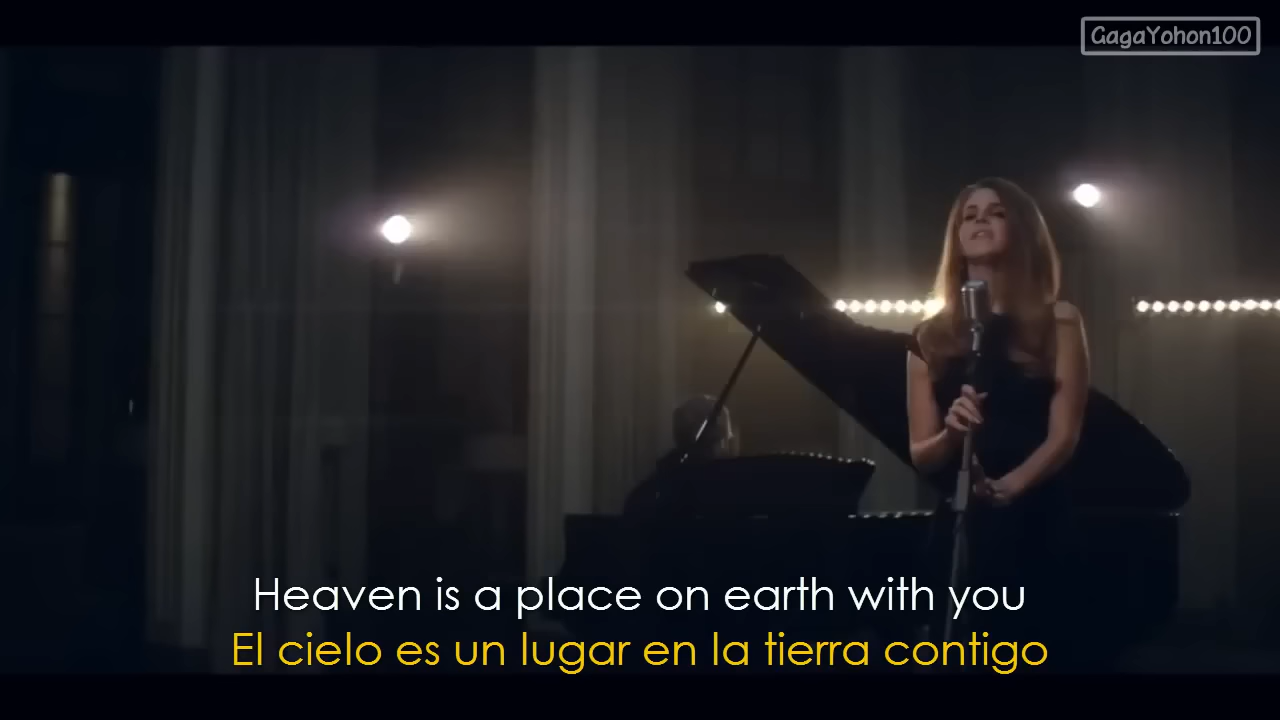 GagaYohon100
Heaven is a place on earth with you
El cielo es un lugar en la tierra contigo